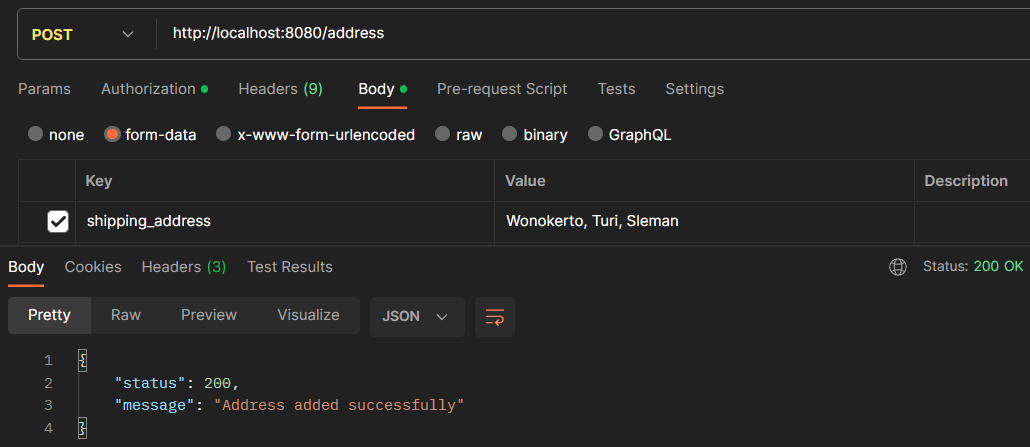 POST http://localhost:8080/address
Params Authorization Headers (9) Body Pre-request Script Tests Settings
none form-data x-www-form-urlencoded raw binary GraphQL
Key Value Description
shipping_address Wonokerto, Turi, Sleman
Body Cookies Headers (3) Test Results Status: 200 OK
Pretty Raw Preview Visualize JSON
1 {
2 "status": 200,
3 "message": "Address added successfully"
4 }